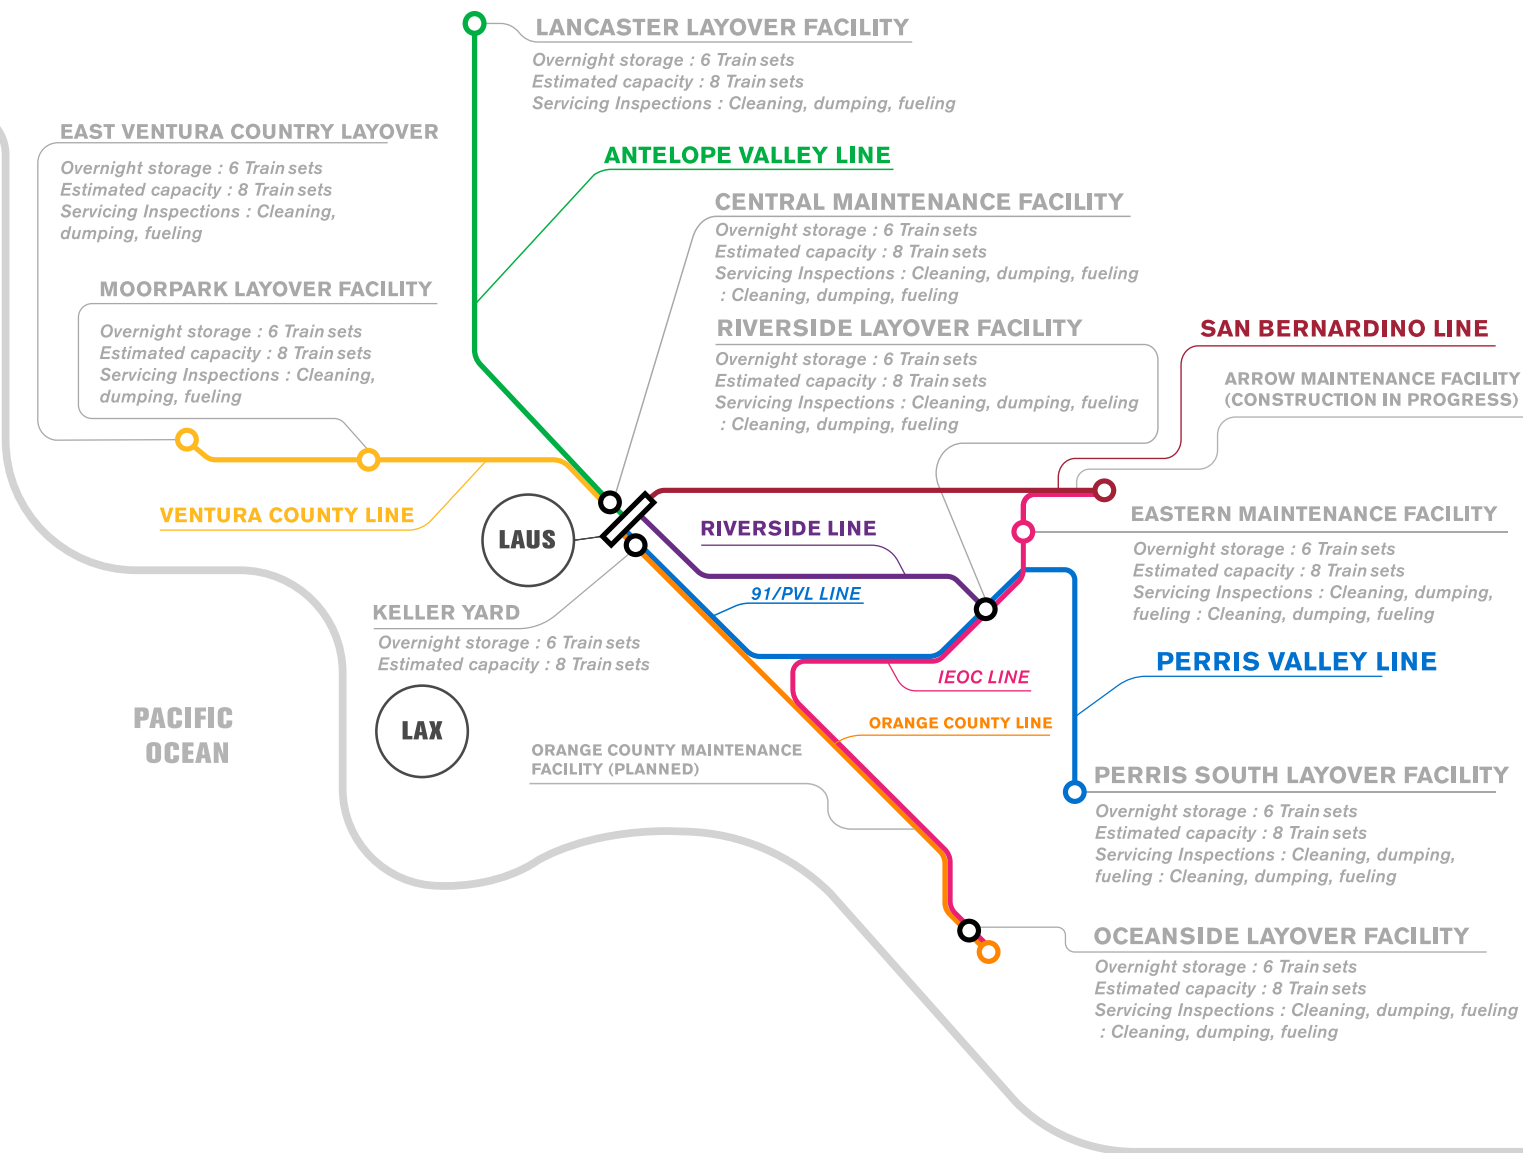 LANCASTER LAYOVER FACILITY
Overnight storage : 6 Train sets
Estimated capacity : 8 Train sets
Servicing Inspections : Cleaning, dumping, fueling
EAST VENTURA COUNTRY LAYOVER
Overnight storage : 6 Train sets
Estimated capacity : 8 Train sets
Servicing Inspections : Cleaning,
dumping, fueling
ANTELOPE VALLEY LINE
CENTRAL MAINTENANCE FACILITY
Overnight storage : 6 Train sets
Estimated capacity : 8 Train sets
Servicing Inspections : Cleaning, dumping, fueling
: Cleaning, dumping, fueling
MOORPARK LAYOVER FACILITY
Overnight storage : 6 Train sets
Estimated capacity : 8 Train sets
Servicing Inspections : Cleaning,
dumping, fueling
RIVERSIDE LAYOVER FACILITY
Overnight storage : 6 Train sets
Estimated capacity : 8 Train sets
Servicing Inspections : Cleaning, dumping, fueling
: Cleaning, dumping, fueling
SAN BERNARDINO LINE
ARROW MAINTENANCE FACILITY
(CONSTRUCTION IN PROGRESS)
VENTURA COUNTY LINE
LAUS
RIVERSIDE LINE
EASTERN MAINTENANCE FACILITY
Overnight storage : 6 Train sets
Estimated capacity : 8 Train sets
Servicing Inspections : Cleaning, dumping,
fueling : Cleaning, dumping, fueling
91/PVL LINE
KELLER YARD
Overnight storage : 6 Train sets
Estimated capacity : 8 Train sets
IEOC LINE
PERRIS VALLEY LINE
PACIFIC
OCEAN
LAX
ORANGE COUNTY LINE
ORANGE COUNTY MAINTENANCE
FACILITY (PLANNED)
PERRIS SOUTH LAYOVER FACILITY
Overnight storage : 6 Train sets
Estimated capacity : 8 Train sets
Servicing Inspections : Cleaning, dumping,
fueling : Cleaning, dumping, fueling
OCEANSIDE LAYOVER FACILITY
Overnight storage : 6 Train sets
Estimated capacity : 8 Train sets
Servicing Inspections : Cleaning, dumping, fueling
: Cleaning, dumping, fueling